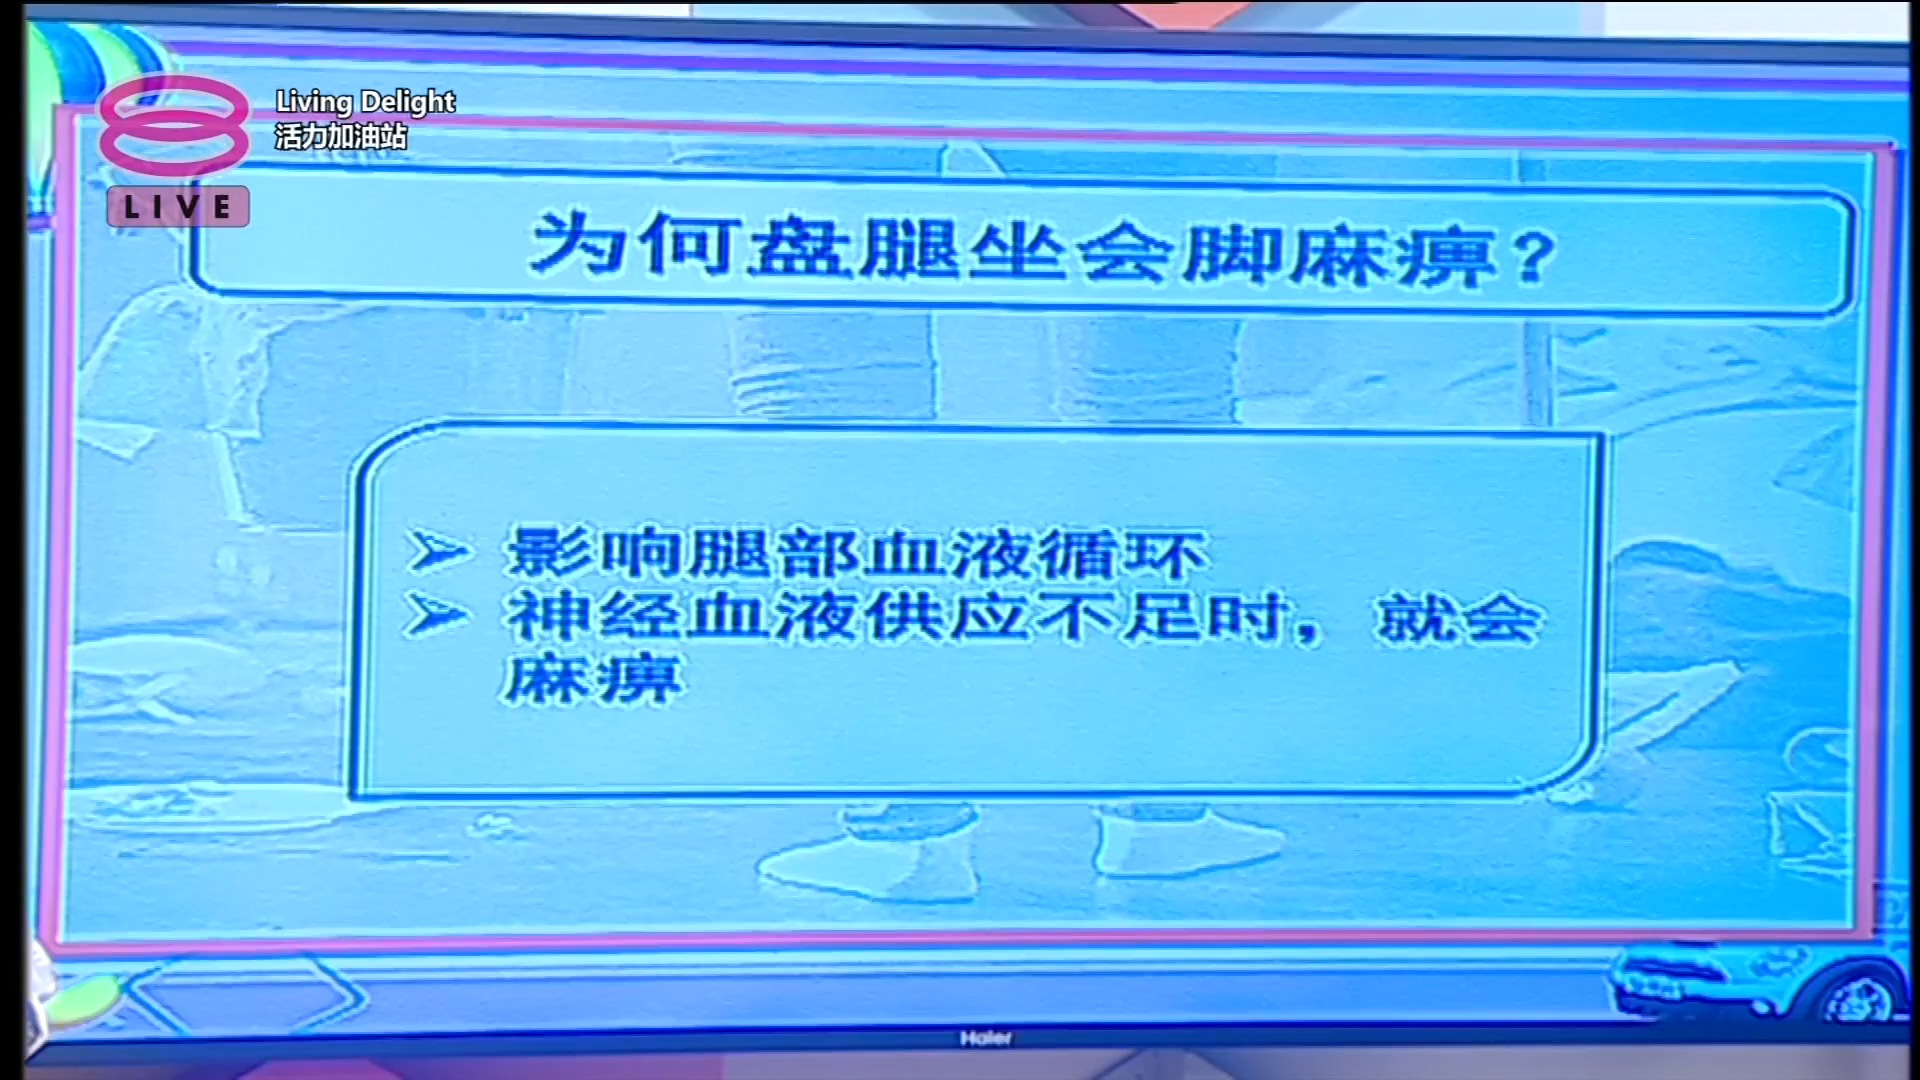 Living Delight
活力加油站
LIVE
为何盘腿坐会脚麻痹?
➢ 影响腿部血液循环
➢ 神经血液供应不足时，就会
麻痹
Haier